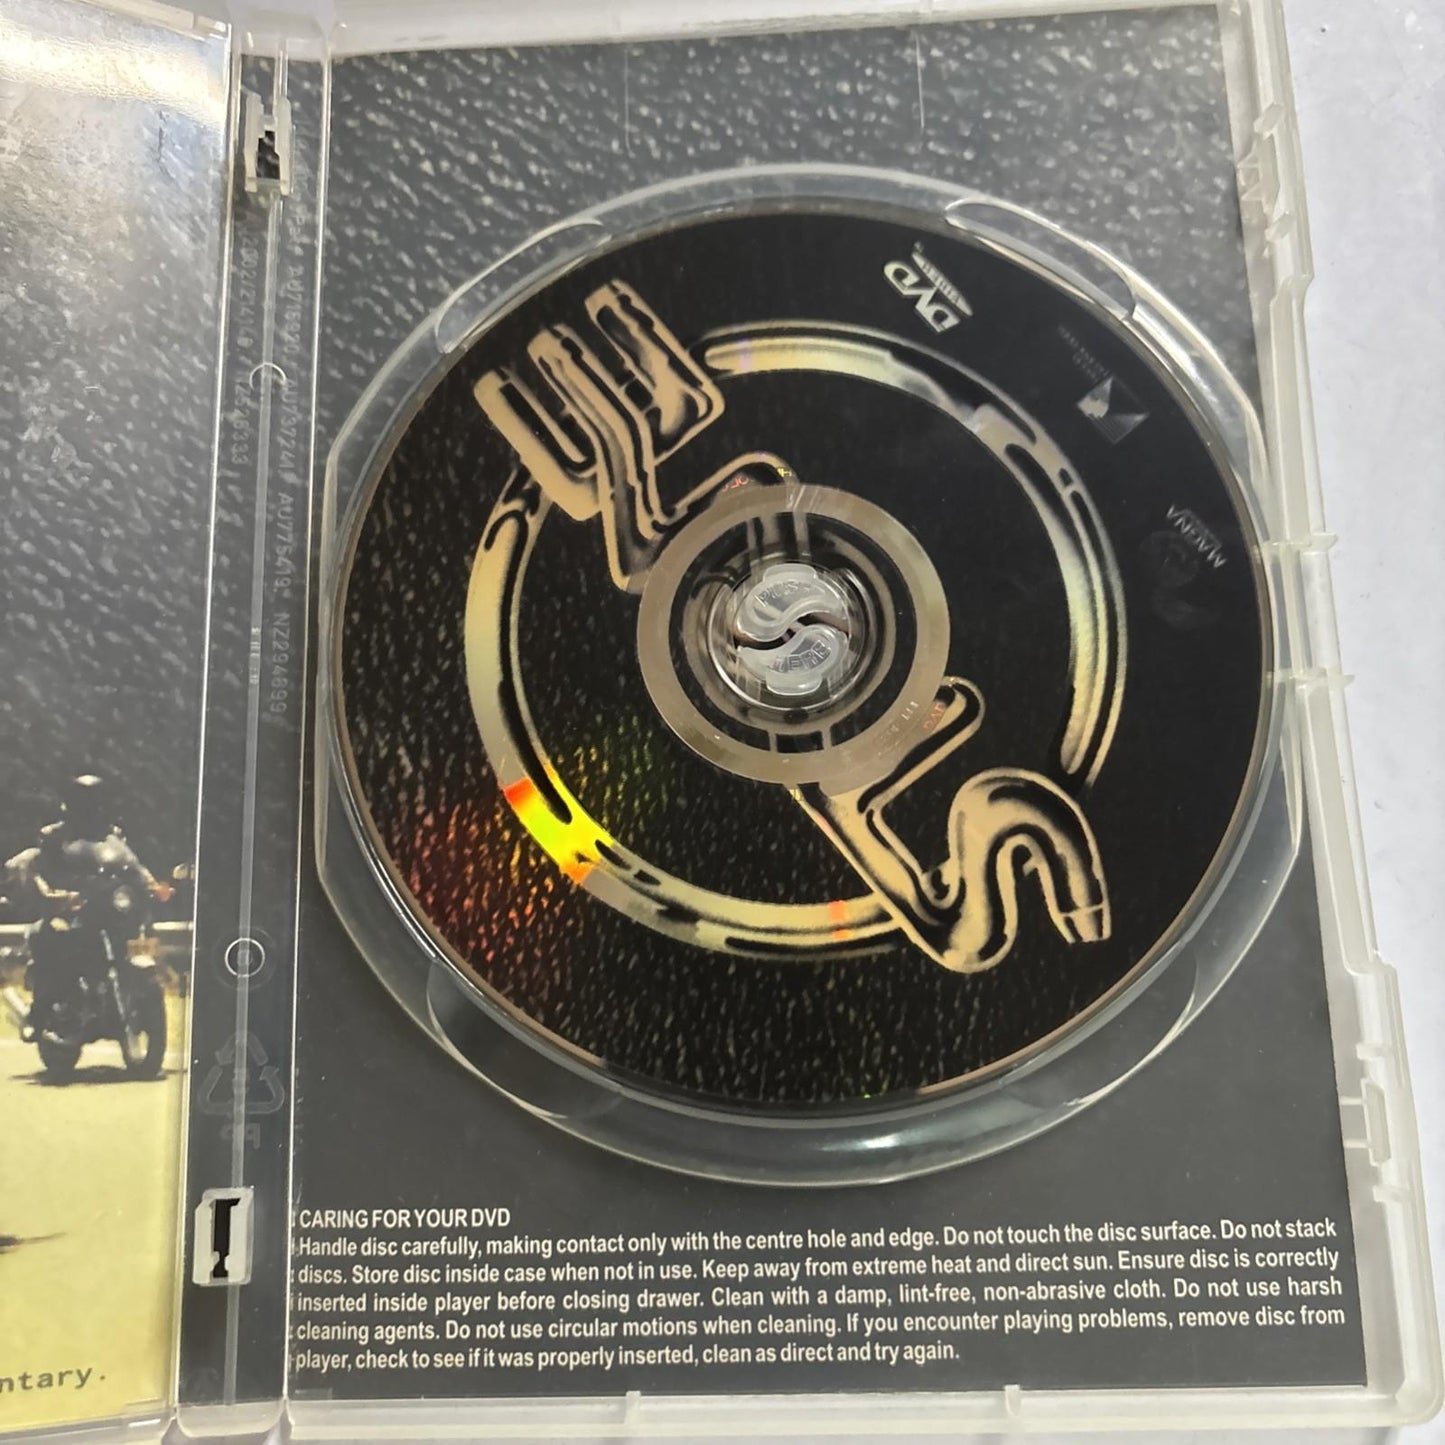 DVD
VIDEO
MAGNA
PUSH
HERE
PP
AU775419, NZ294899
ntary.
CARING FOR YOUR DVD
Handle disc carefully, making contact only with the centre hole and edge. Do not touch the disc surface. Do not stack
discs. Store disc inside case when not in use. Keep away from extreme heat and direct sun. Ensure disc is correctly
inserted inside player before closing drawer. Clean with a damp, lint-free, non-abrasive cloth. Do not use harsh
cleaning agents. Do not use circular motions when cleaning. If you encounter playing problems, remove disc from
player, check to see if it was properly inserted, clean as direct and try again.